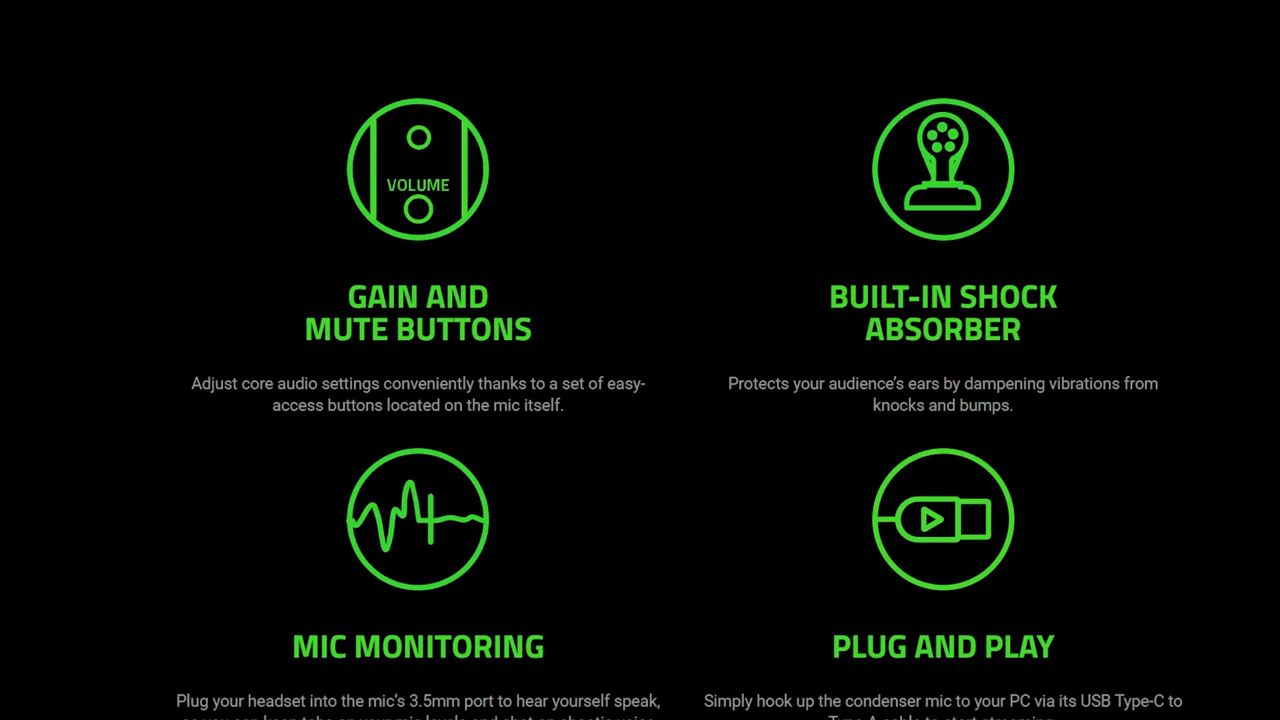 VOLUME
GAIN AND
MUTE BUTTONS
Adjust core audio settings conveniently thanks to a set of easy-
access buttons located on the mic itself.
BUILT-IN SHOCK
ABSORBER
Protects your audience’s ears by dampening vibrations from
knocks and bumps.
MIC MONITORING
Plug your headset into the mic’s 3.5mm port to hear yourself speak,
PLUG AND PLAY
Simply hook up the condenser mic to your PC via its USB Type-C to